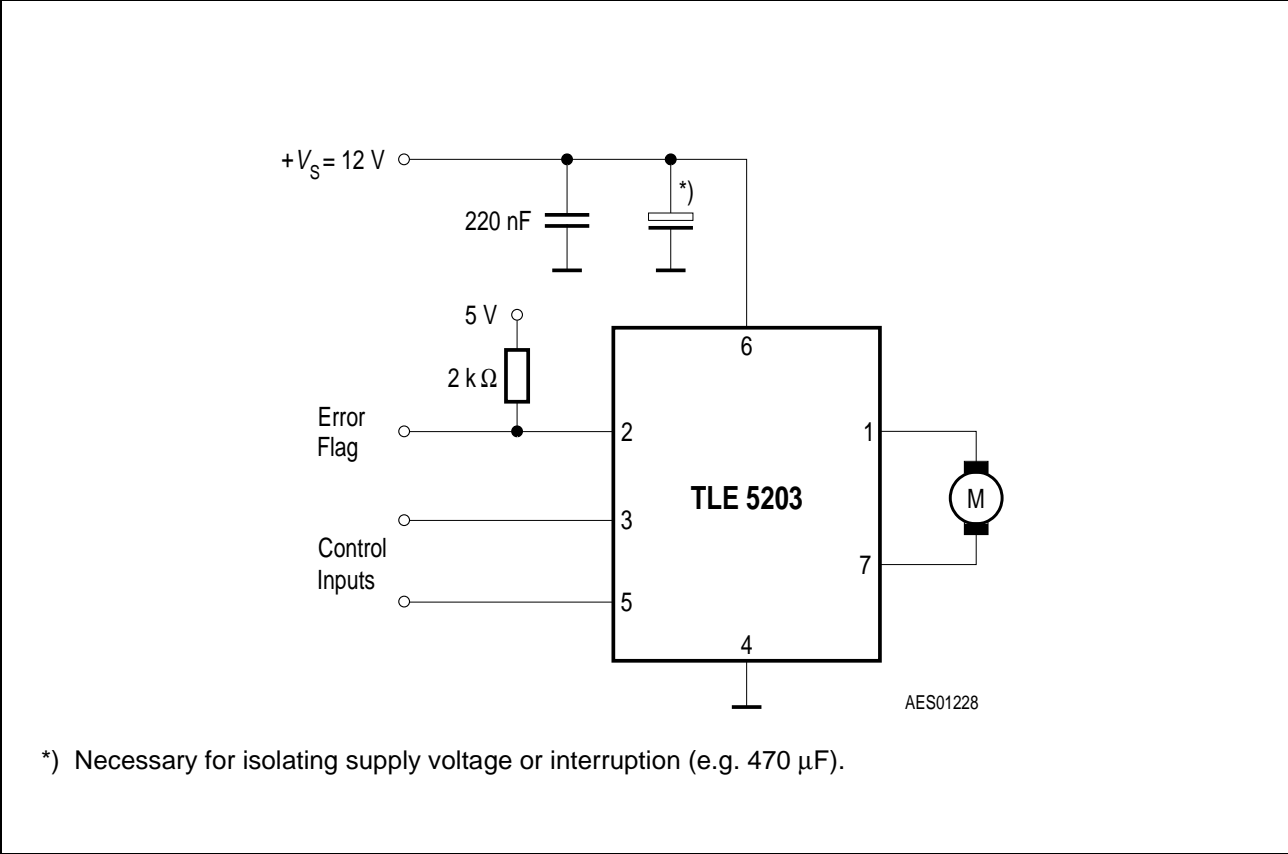 +VS = 12 V
*)
220 nF
5 V
6
2 k Ω
Error
Flag
2
1
TLE 5203
M
3
Control
Inputs
7
5
4
AES01228
*) Necessary for isolating supply voltage or interruption (e.g. 470 μF).